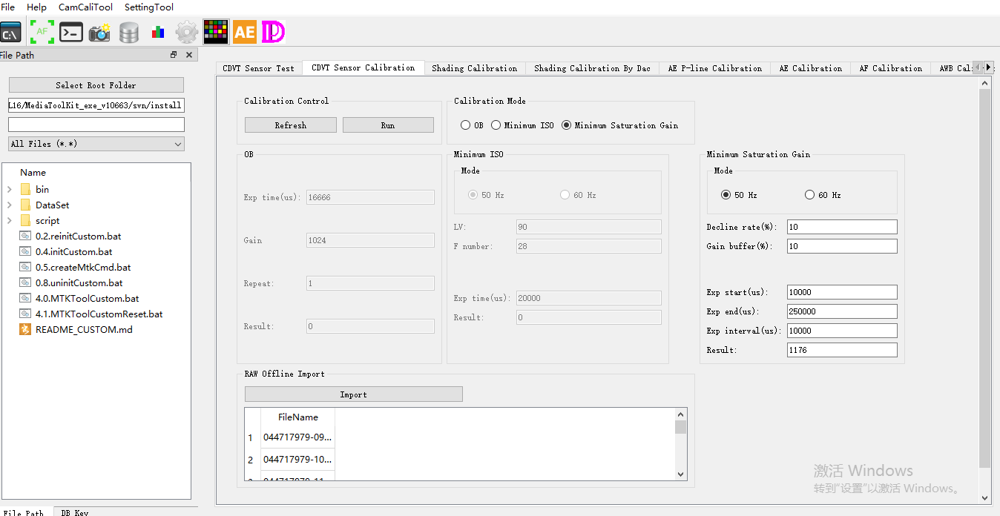 File Help CamCaliTool SettingTool
C:\ AF AE D
File Path
Select Root Folder
L16/MediaToolKit_exe_v10663/svn/install
All Files (*.*)
Name
bin
DataSet
script
0.2.reinitCustom.bat
0.4.initCustom.bat
0.5.createMtkCmd.bat
0.8.uninitCustom.bat
4.0.MTKToolCustom.bat
4.1.MTKToolCustomReset.bat
README_CUSTOM.md
File Path DB Key
CDVT Sensor Test CDVT Sensor Calibration Shading Calibration Shading Calibration By Dac AE P-line Calibration AE Calibration AF Calibration AWB Cali
Calibration Control
Refresh Run
Calibration Mode
OB Minimum ISO Minimum Saturation Gain
OB
Exp time(us): 16666
Gain 1024
Repeat: 1
Result: 0
Minimum ISO
Mode
50 Hz 60 Hz
LV: 90
F number: 28
Exp time(us): 20000
Result: 0
Minimum Saturation Gain
Mode
50 Hz 60 Hz
Decline rate(%): 10
Gain buffer(%): 10
Exp start(us): 10000
Exp end(us): 250000
Exp interval(us): 10000
Result: 1176
RAW Offline Import
Import
FileName
1 044717979-09...
2 044717979-10...
激活 Windows
转到"设置"以激活 Windows。